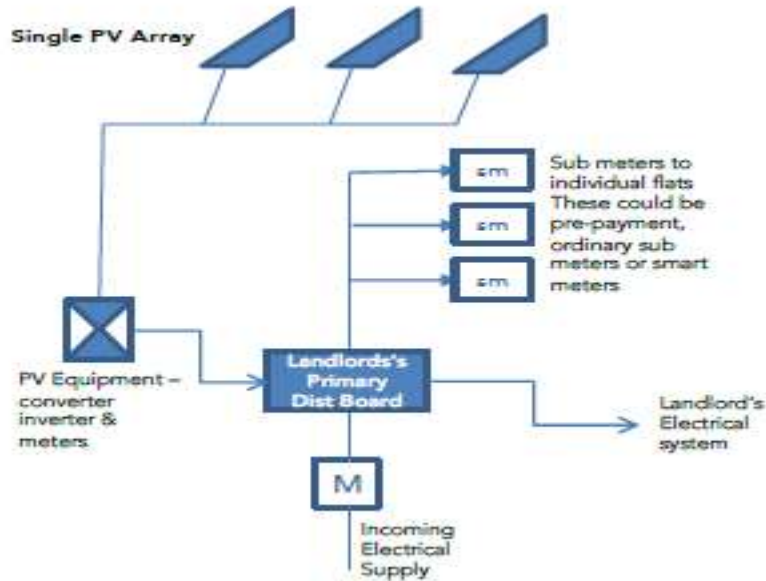 Single PV Array
sm
Sub meters to
individual flats
These could be
pre-payment,
ordinary sub
meters or smart
meters
sm
sm
PV Equipment –
converter
inverter &
meters
Landlords's
Primary
Dist Board
Landlord's
Electrical
system
M
Incoming
Electrical
Supply